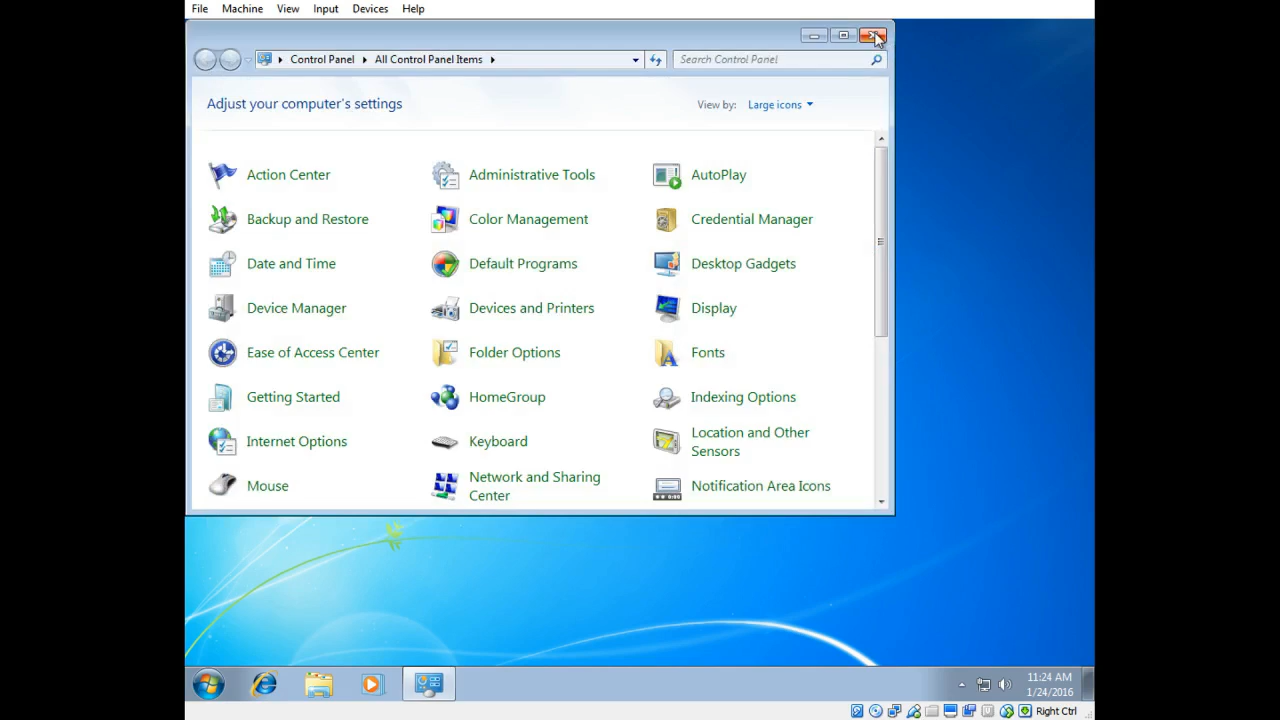 File Machine View Input Devices Help
Control Panel All Control Panel Items Search Control Panel
Adjust your computer's settings View by: Large icons
Action Center Administrative Tools AutoPlay
Backup and Restore Color Management Credential Manager
Date and Time Default Programs Desktop Gadgets
Device Manager Devices and Printers Display
Ease of Access Center Folder Options Fonts
Getting Started HomeGroup Indexing Options
Internet Options Keyboard Location and Other
Sensors
Mouse Network and Sharing
Center Notification Area Icons
11:24 AM
1/24/2016
Right Ctrl